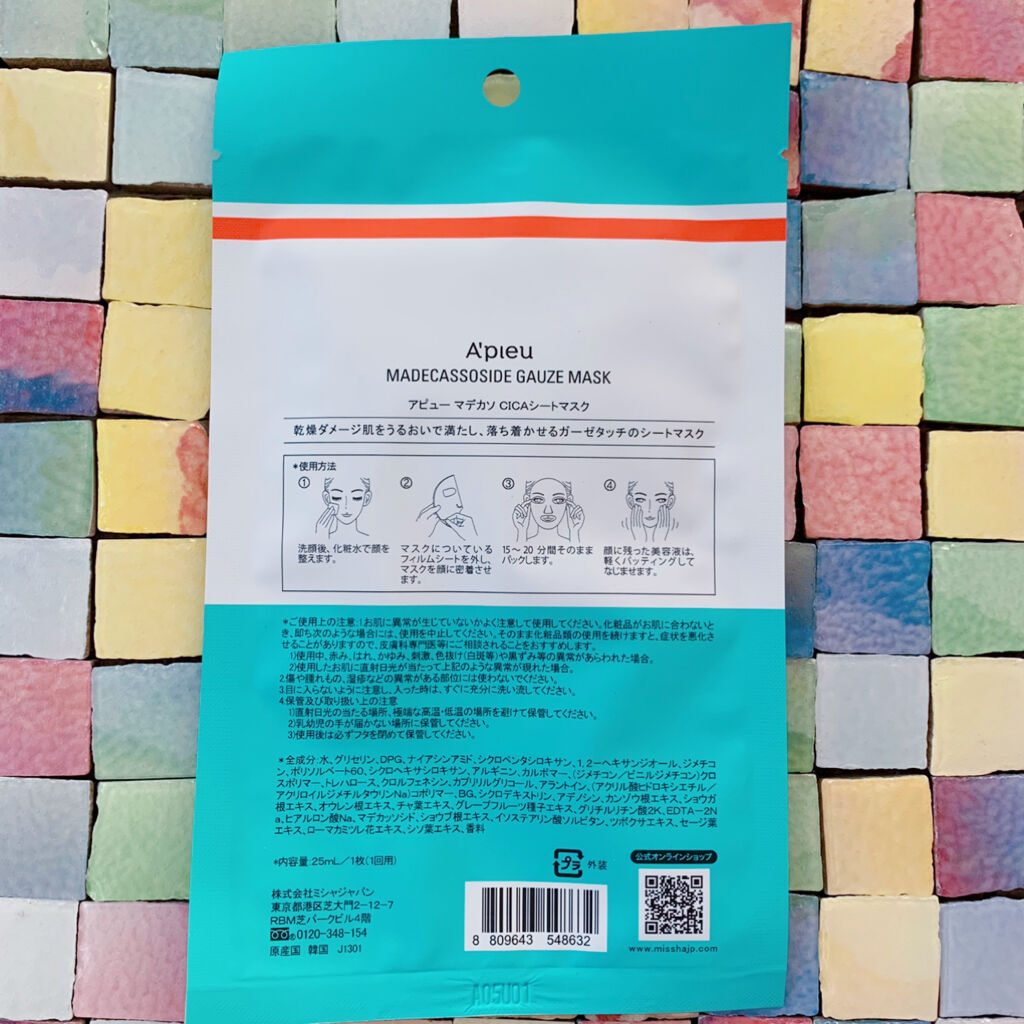 A'pieu
MADECASSOSIDE GAUZE MASK
アピュー マデカソ CICAシートマスク
乾燥ダメージ肌をうるおいで満たし、落ち着かせるガーゼタッチのシートマスク
*使用方法
①
洗顔後、化粧水で顔を
整えます。
②
マスクについている
フィルムシートを外し、
マスクを顔に密着させ
ます。
③
15〜20 分間そのまま
パックします。
④
顔に残った美容液は、
軽くパッティングして
なじませます。
*ご使用上の注意:1.お肌に異常が生じていないかよく注意して使用してください。化粧品がお肌に合わないと
き、即ち次のような場合には、使用を中止してください。そのまま化粧品類の使用を続けますと、症状を悪化さ
せることがありますので、皮膚科専門医等にご相談されることをおすすめします。
1)使用中、赤み、はれ、かゆみ、刺激、色抜け(白斑等)や黒ずみ等の異常があらわれた場合。
2)使用したお肌に直射日光が当たって上記のような異常が現れた場合。
2.傷や腫れもの、湿疹などの異常がある部位には使わないでください。
3.目に入らないように注意し、入った時は、すぐに充分に洗い流してください。
4.保管及び取り扱い上の注意
1)直射日光の当たる場所、極端な高温・低温の場所を避けて保管してください。
2)乳幼児の手が届かない場所に保管してください。
3)使用後は必ずフタを閉めて保管してください。
*全成分:水、グリセリン、DPG、ナイアシンアミド、シクロペンタシロキサン、1,2-ヘキサンジオール、ジメチコ
ン、ポリソルベート60、シクロヘキサシロキサン、アルギニン、カルボマー、(ジメチコン/ビニルジメチコン)クロ
スポリマー、トレハロース、クロルフェネシン、カプリリルグリコール、アラントイン、(アクリル酸ヒドロキシエチル/
アクリロイルジメチルタウリンNa)コポリマー、BG、シクロデキストリン、アデノシン、カンゾウ根エキス、ショウガ
根エキス、オウレン根エキス、チャ葉エキス、グレープフルーツ種子エキス、グリチルリチン酸2K、EDTA-2N
a、ヒアルロン酸Na、マデカッソシド、ショウブ根エキス、イソステアリン酸ソルビタン、ツボクサエキス、セージ葉
エキス、ローマカミツレ花エキス、シソ葉エキス、香料
*内容量:25mL/1枚(1回用)
プラ 外装
公式オンラインショップ
株式会社ミシャジャパン
東京都港区芝大門2-12-7
RBM芝パークビル4階
0120-348-154
原産国 韓国 J1301
8 809643 548632
www.misshajp.com
A05U01